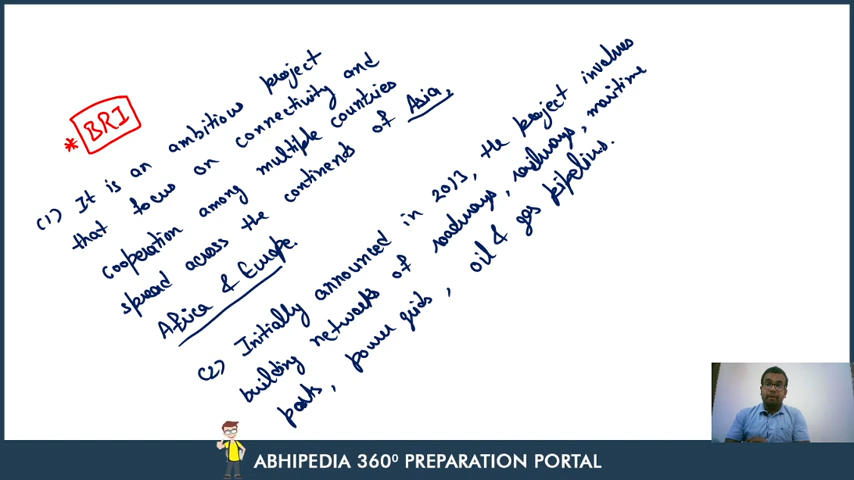 * BRI
(1) It is an ambitious project
that focus on connectivity and
cooperation among multiple countries
spread across the continends of Asia,
Africa & Europe.
(2) Initially announced in 2013, the project involves
building networks of roadways, railways, maritime
ports, power grids, oil & gas pipelines.
ABHIPEDIA 360⁰ PREPARATION PORTAL